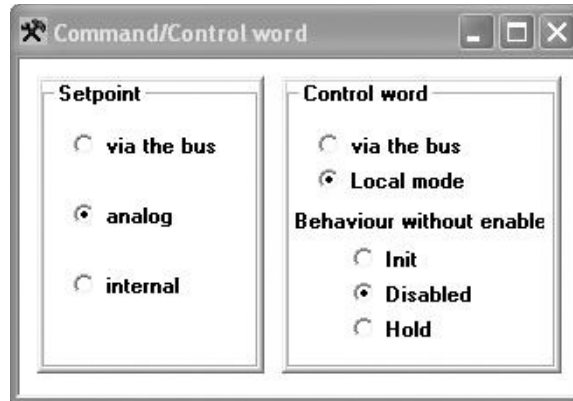 Command/Control word
Setpoint
via the bus
analog
internal
Control word
via the bus
Local mode
Behaviour without enable
Init
Disabled
Hold